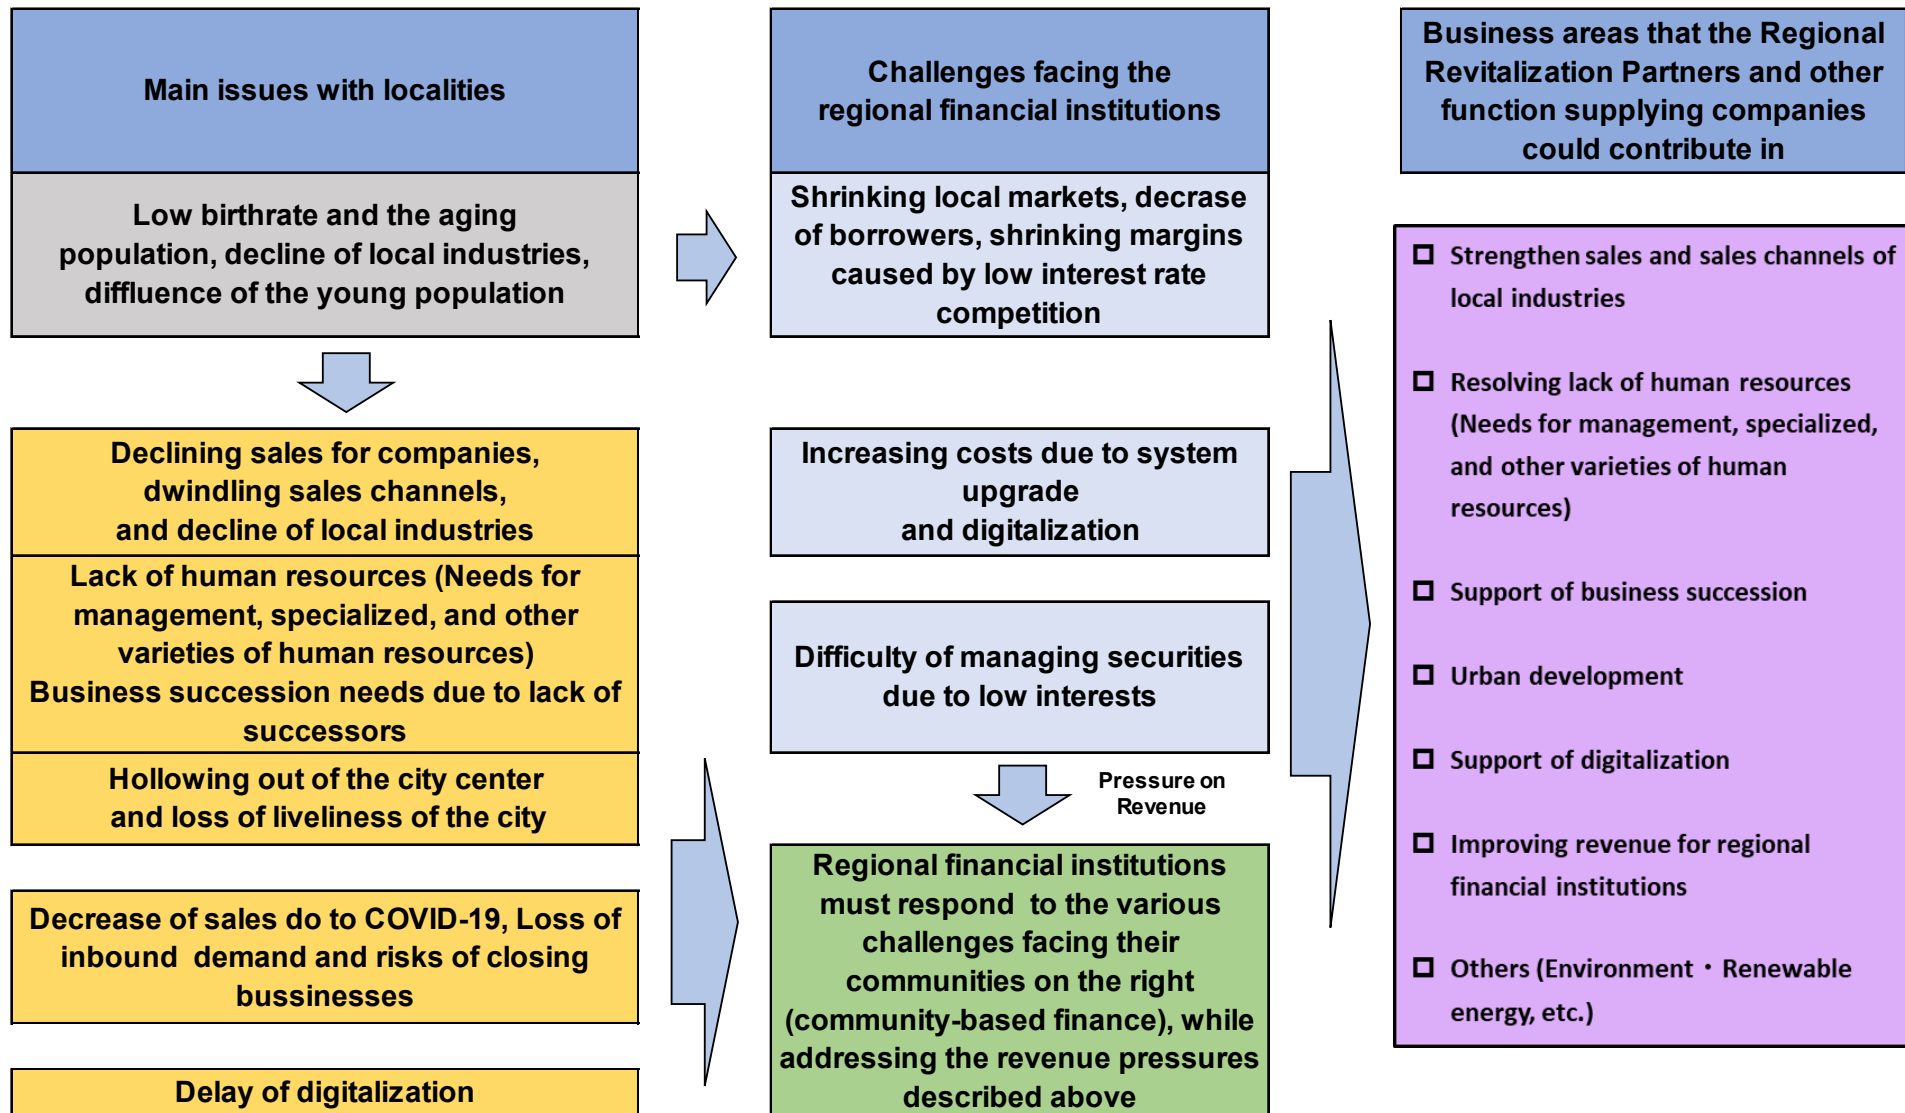 Main issues with localities
Low birthrate and the aging
population, decline of local industries,
diffluence of the young population
Declining sales for companies,
dwindling sales channels,
and decline of local industries
Lack of human resources (Needs for
management, specialized, and other
varieties of human resources)
Business succession needs due to lack of
successors
Hollowing out of the city center
and loss of liveliness of the city
Decrease of sales do to COVID-19, Loss of
inbound demand and risks of closing
bussinesses
Delay of digitalization
Challenges facing the
regional financial institutions
Shrinking local markets, decrase
of borrowers, shrinking margins
caused by low interest rate
competition
Increasing costs due to system
upgrade
and digitalization
Difficulty of managing securities
due to low interests
Pressure on
Revenue
Regional financial institutions
must respond to the various
challenges facing their
communities on the right
(community-based finance), while
addressing the revenue pressures
described above
Business areas that the Regional
Revitalization Partners and other
function supplying companies
could contribute in
☐ Strengthen sales and sales channels of
local industries
☐ Resolving lack of human resources
(Needs for management, specialized,
and other varieties of human
resources)
☐ Support of business succession
☐ Urban development
☐ Support of digitalization
☐ Improving revenue for regional
financial institutions
☐ Others (Environment・Renewable
energy, etc.)